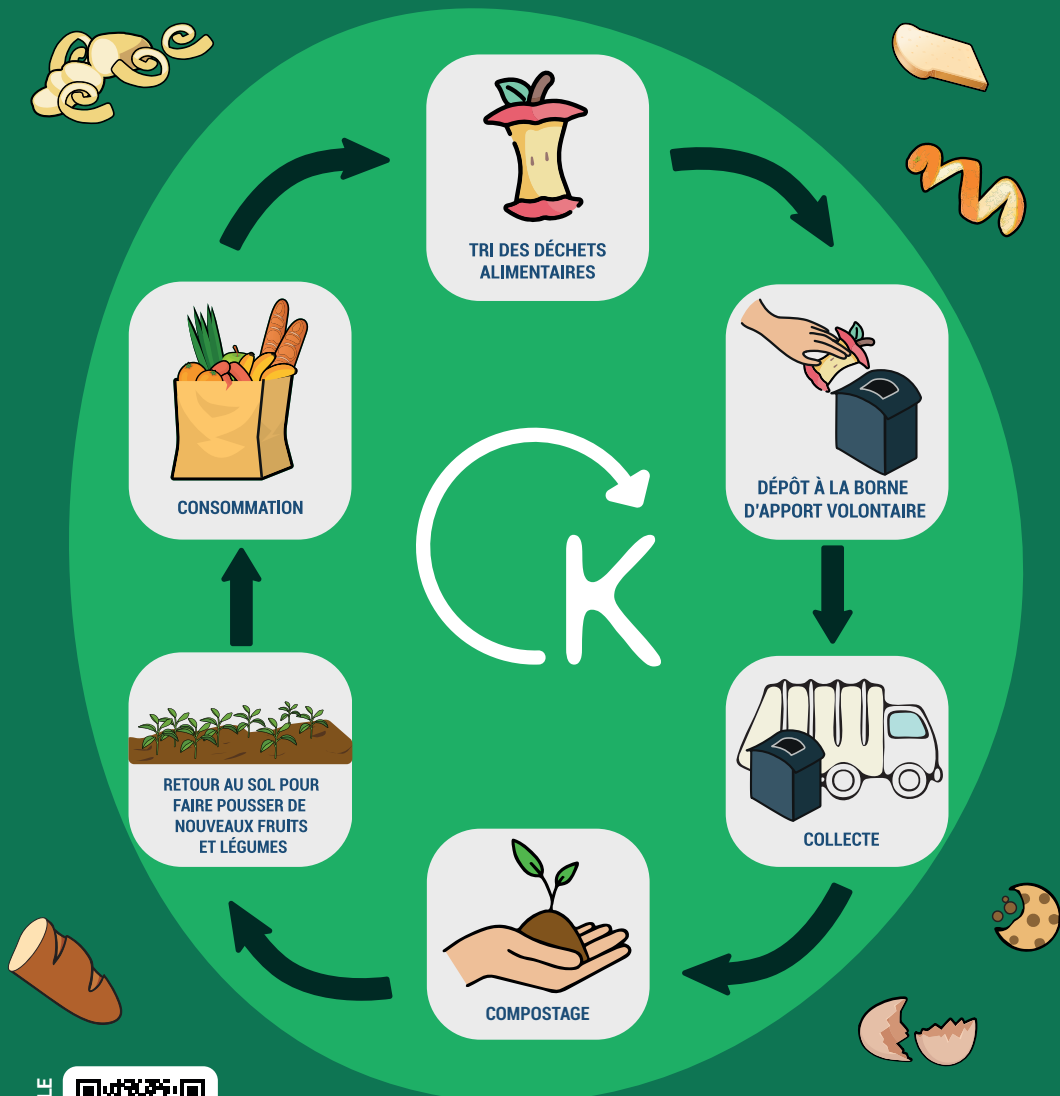 TRI DES DÉCHETS
ALIMENTAIRES
DÉPÔT À LA BORNE
D'APPORT VOLONTAIRE
COLLECTE
COMPOSTAGE
RETOUR AU SOL POUR
FAIRE POUSSER DE
NOUVEAUX FRUITS
ET LÉGUMES
CONSOMMATION
K